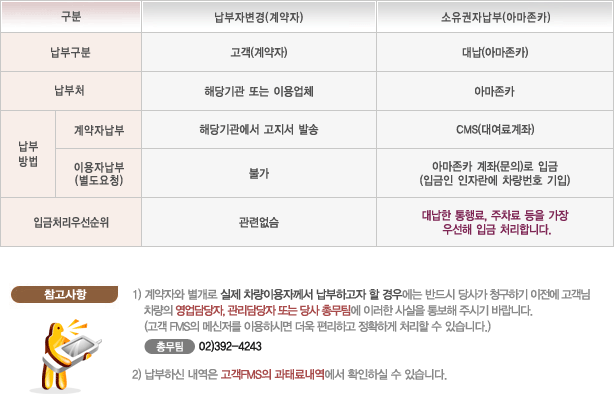 구분 납부자변경(계약자) 소유권자납부(아마존카)
납부구분 고객(계약자) 대납(아마존카)
납부처 해당기관 또는 이용업체 아마존카
납부
방법
계약자납부 해당기관에서 고지서 발송 CMS(대여료계좌)
이용자납부
(별도요청)
불가
아마존카 계좌(문의)로 입금
(입금인 인자란에 차량번호 기입)
입금처리우선순위 관련없슴
대납한 통행료, 주차료 등을 가장
우선해 입금 처리합니다.
참고사항
1) 계약자와 별개로 실제 차량이용자께서 납부하고자 할 경우에는 반드시 당사가 청구하기 이전에 고객님
차량의 영업담당자, 관리담당자 또는 당사 총무팀에 이러한 사실을 통보해 주시기 바랍니다.
(고객 FMS의 메신저를 이용하시면 더욱 편리하고 정확하게 처리할 수 있습니다.)
총무팀 02)392-4243
2) 납부하신 내역은 고객FMS의 과태료내역에서 확인하실 수 있습니다.